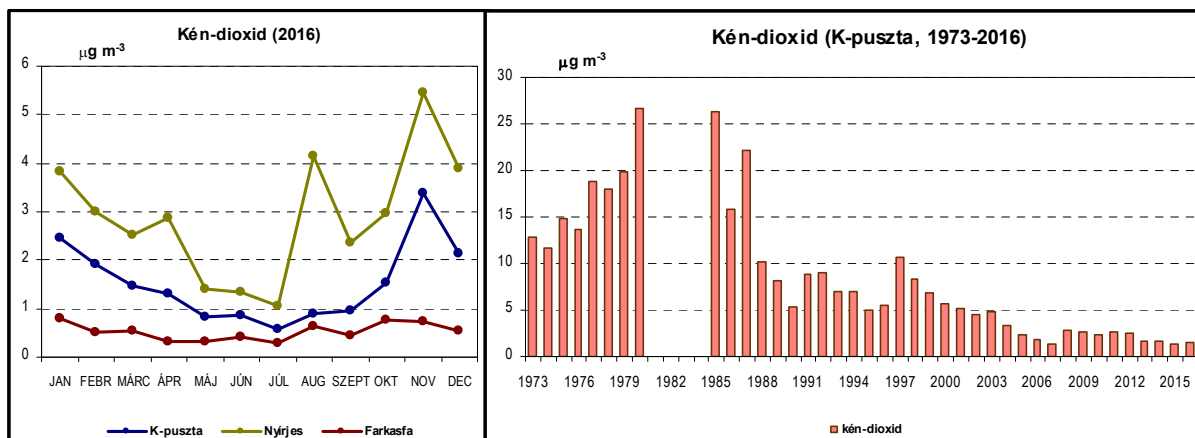 Kén-dioxid (2016)
µg m-3
6
5
4
3
2
1
0
JAN FEBR MÁRC ÁPR MÁJ JÚN JÚL AUG SZEPT OKT NOV DEC
K-puszta Nyírjes Farkasfa
Kén-dioxid (K-puszta, 1973-2016)
µg m-3
30
25
20
15
10
5
0
1973 1976 1979 1982 1985 1988 1991 1994 1997 2000 2003 2006 2009 2012 2015
kén-dioxid